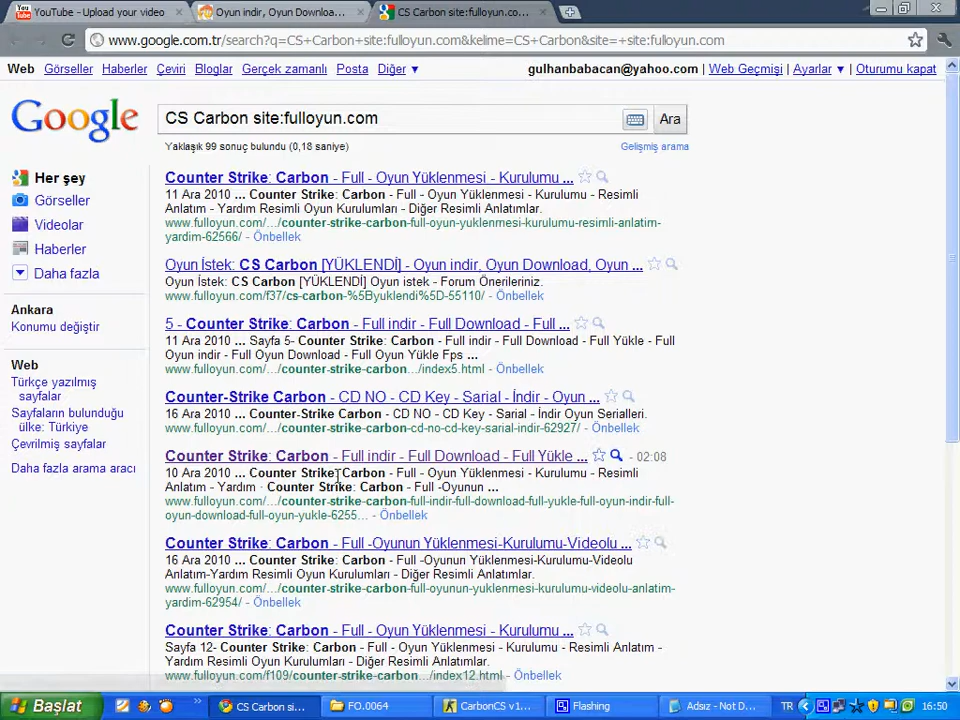 YouTube - Upload your video
Oyun indir, Oyun Downloa...
CS Carbon site:fulloyun.co...
www.google.com.tr/search?q=CS+Carbon+site:fulloyun.com&kelime=CS+Carbon&site=+site:fulloyun.com
Web Görseller Haberler Çeviri Bloglar Gerçek zamanlı Posta Diğer ▼ gulhanbabacan@yahoo.com | Web Geçmişi | Ayarlar ▼ | Oturumu kapat
Google
CS Carbon site:fulloyun.com
Ara
Yaklaşık 99 sonuç bulundu (0,18 saniye)
Gelişmiş arama
Her şey
Görseller
Videolar
Haberler
Daha fazla
Ankara
Konumu değiştir
Web
Türkçe yazılmış
sayfalar
Sayfaların bulunduğu
ülke: Türkiye
Çevrilmiş sayfalar
Daha fazla arama aracı
Counter Strike: Carbon - Full - Oyun Yüklenmesi - Kurulumu ...
11 Ara 2010 ... Counter Strike: Carbon - Full - Oyun Yüklenmesi - Kurulumu - Resimli
Anlatım - Yardım Resimli Oyun Kurulumları - Diğer Resimli Anlatımlar.
www.fulloyun.com/.../counter-strike-carbon-full-oyun-yuklenmesi-kurulumu-resimli-anlatim-
yardim-62566/ - Önbellek
Oyun İstek: CS Carbon [YÜKLENDİ] - Oyun indir, Oyun Download, Oyun ...
Oyun İstek: CS Carbon [YÜKLENDİ] Oyun istek - Forum Önerileriniz.
www.fulloyun.com/f37/cs-carbon-%5Byuklendi%5D-55110/ - Önbellek
5 - Counter Strike: Carbon - Full indir - Full Download - Full ...
11 Ara 2010 ... Sayfa 5- Counter Strike: Carbon - Full indir - Full Download - Full Yükle - Full
Oyun indir - Full Oyun Download - Full Oyun Yükle Fps ...
www.fulloyun.com/.../counter-strike-carbon.../index5.html - Önbellek
Counter-Strike Carbon - CD NO - CD Key - Sarial - İndir - Oyun ...
16 Ara 2010 ... Counter-Strike Carbon - CD NO - CD Key - Sarial - İndir Oyun Serialleri.
www.fulloyun.com/.../counter-strike-carbon-cd-no-cd-key-sarial-indir-62927/ - Önbellek
Counter Strike: Carbon - Full indir - Full Download - Full Yükle ... - 02:08
10 Ara 2010 ... Counter Strike: Carbon - Full - Oyun Yüklenmesi - Kurulumu - Resimli
Anlatım - Yardım · Counter Strike: Carbon - Full -Oyunun ...
www.fulloyun.com/.../counter-strike-carbon-full-indir-full-download-full-yukle-full-oyun-indir-full-
oyun-download-full-oyun-yukle-6255... - Önbellek
Counter Strike: Carbon - Full -Oyunun Yüklenmesi-Kurulumu-Videolu ...
16 Ara 2010 ... Counter Strike: Carbon - Full -Oyunun Yüklenmesi-Kurulumu-Videolu
Anlatım-Yardım Resimli Oyun Kurulumları - Diğer Resimli Anlatımlar.
www.fulloyun.com/.../counter-strike-carbon-full-oyunun-yuklenmesi-kurulumu-videolu-anlatim-
yardim-62954/ - Önbellek
Counter Strike: Carbon - Full - Oyun Yüklenmesi - Kurulumu ...
Sayfa 12- Counter Strike: Carbon - Full - Oyun Yüklenmesi - Kurulumu - Resimli Anlatım -
Yardım Resimli Oyun Kurulumları - Diğer Resimli Anlatımlar.
www.fulloyun.com/f109/counter-strike-carbon.../index12.html - Önbellek
Başlat
CS Carbon si...
FO.0064
CarbonCS v1...
Flashing
Adsız - Not D...
TR
16:50